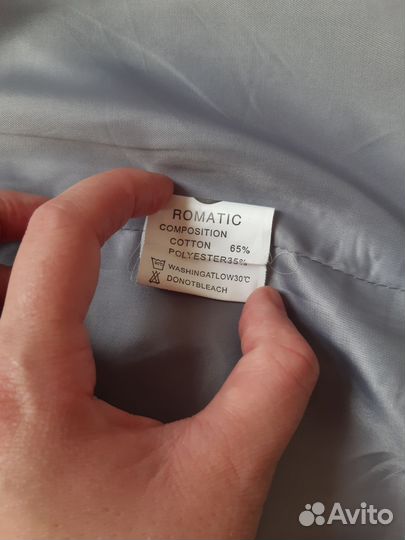 ROMATIC
COMPOSITION
COTTON 65%
POLYESTER35%
WASHINGATLOW30℃
DONOTBLEACH
Avito